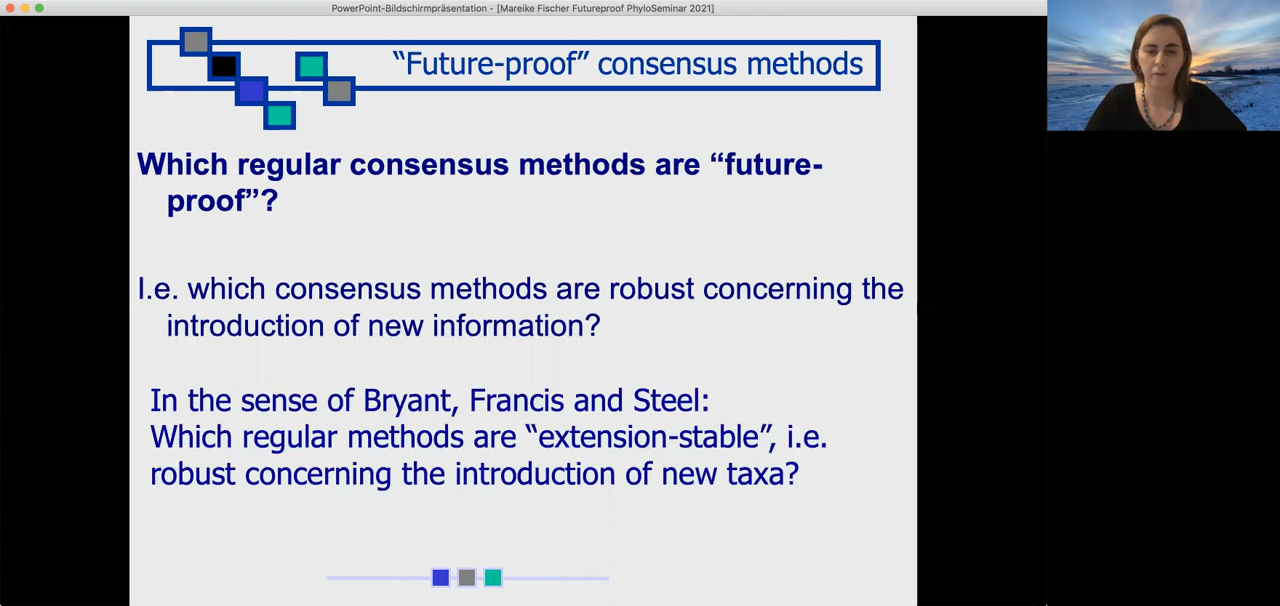 PowerPoint-Bildschirmpräsentation - [Mareike Fischer Futureproof PhyloSeminar 2021]
“Future-proof” consensus methods
Which regular consensus methods are “future-
proof”?
I.e. which consensus methods are robust concerning the
introduction of new information?
In the sense of Bryant, Francis and Steel:
Which regular methods are “extension-stable”, i.e.
robust concerning the introduction of new taxa?